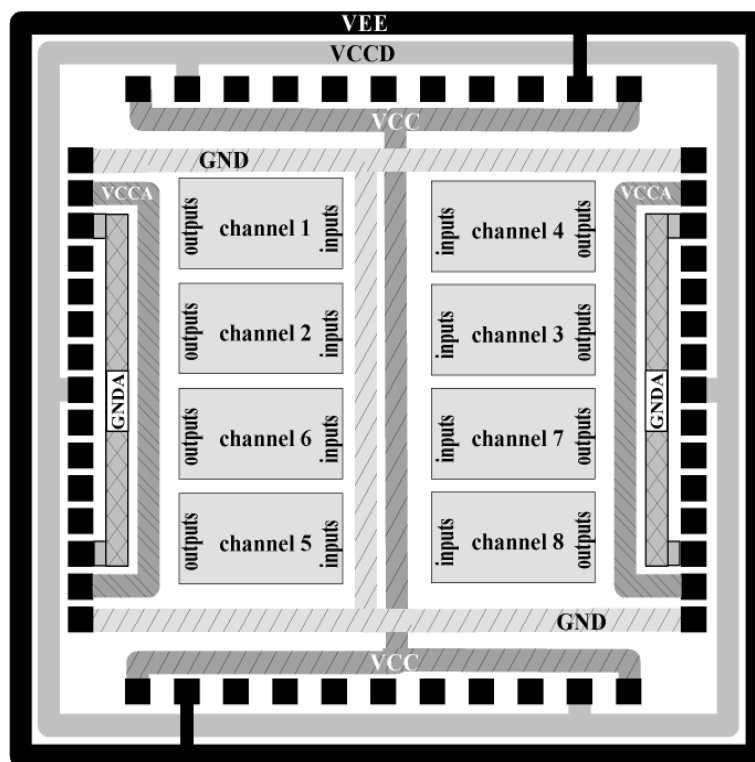 VEE
VCCD
VCC
GND
VCCA
VCCA
outputs channel 1 inputs
inputs channel 4 outputs
outputs channel 2 inputs
inputs channel 3 outputs
GNDA
GNDA
outputs channel 6 inputs
inputs channel 7 outputs
outputs channel 5 inputs
inputs channel 8 outputs
GND
VCC